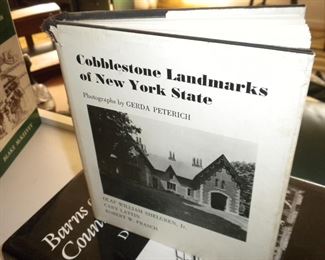 Cobblestone Landmarks
of New York State
Photographs by GERDA PETERICH
OLAF WILLIAM SHELGREN, Jr.
CARY LATTIN
ROBERT W. FRASCH
Barns
Coun
D